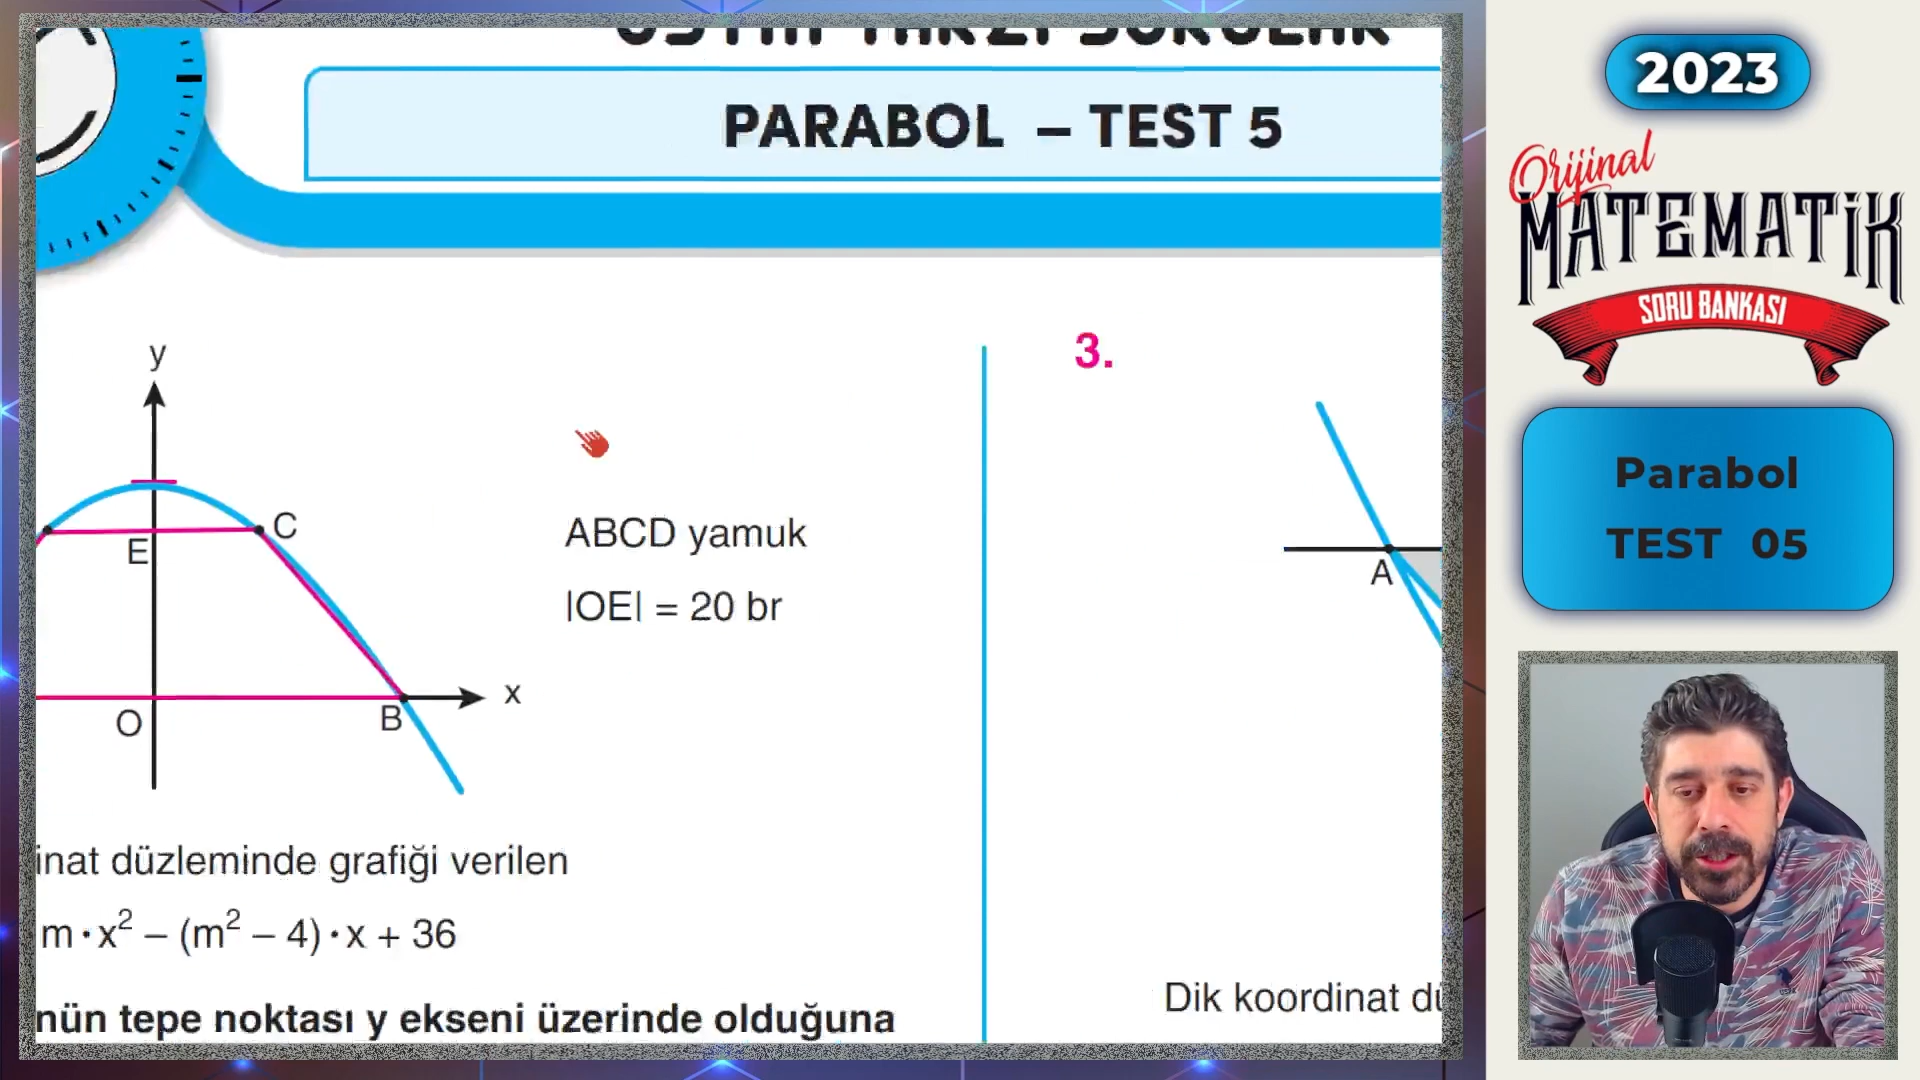 PARABOL – TEST 5
y
E
C
O
B
x
ABCD yamuk
|OE| = 20 br
inat düzleminde grafiği verilen
m·x² – (m² – 4)·x + 36
nün tepe noktası y ekseni üzerinde olduğuna
3.
A
Dik koordinat dü
2023
Orijinal
MATEMATİK
SORU BANKASI
Parabol
TEST 05